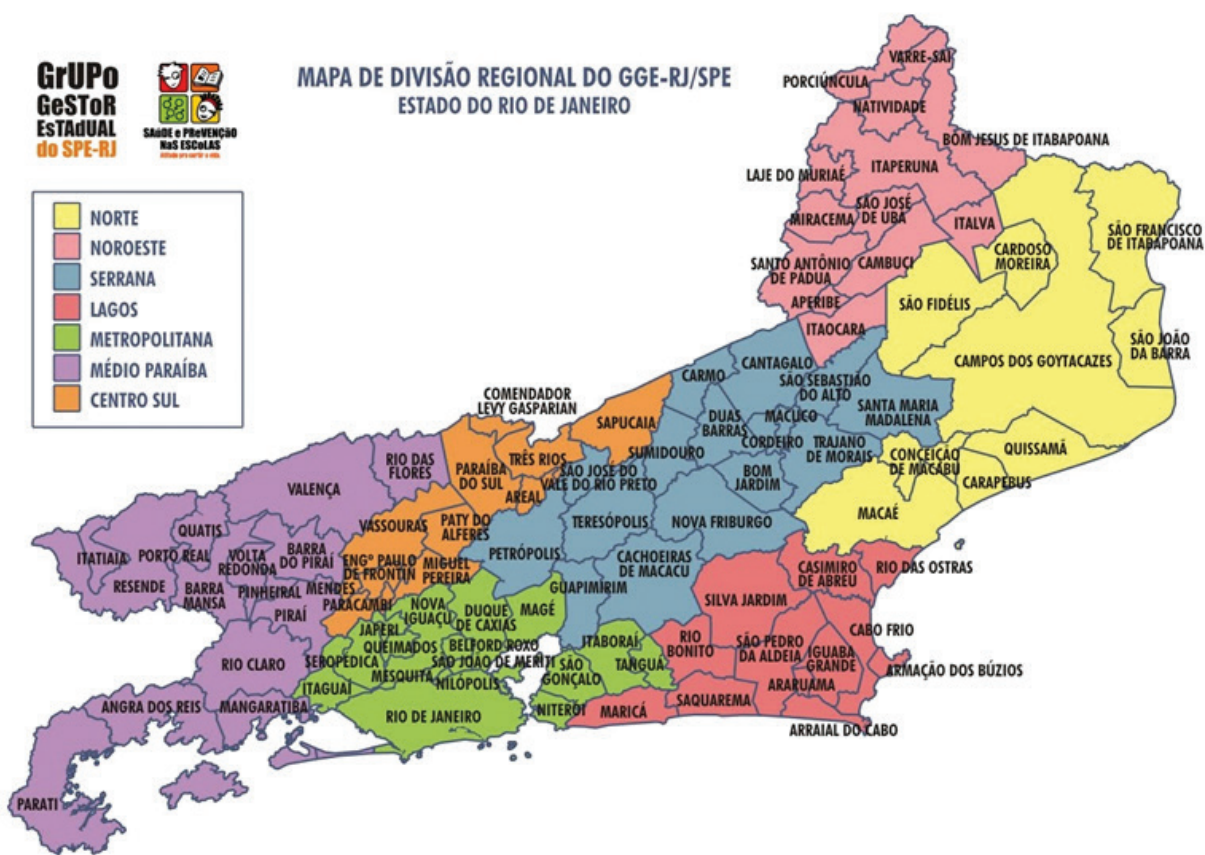 GrUPo
GeSToR
EsTAdUAL
do SPE-RJ
SAúDE e PReVENÇÃO
NaS ESCoLAS
MAPA DE DIVISÃO REGIONAL DO GGE-RJ/SPE
ESTADO DO RIO DE JANEIRO
NORTE
NOROESTE
SERRANA
LAGOS
METROPOLITANA
MÉDIO PARAÍBA
CENTRO SUL
VARRE-SAI
PORCIÚNCULA
NATIVIDADE
BOM JESUS DE ITABAPOANA
ITAPERUNA
LAJE DO MURIAÉ
SÃO JOSÉ
DE UBÁ
MIRACEMA
ITALVA
SÃO FRANCISCO
DE ITABAPOANA
CARDOSO
MOREIRA
SANTO ANTÔNIO
DE PÁDUA
CAMBUÇI
APERIBE
SÃO FIDÉLIS
ITAOCARA
SÃO JOÃO
DA BARRA
CAMPOS DOS GOYTACAZES
CANTAGALO
CARMO
SÃO SEBASTIÃO
DO ALTO
COMENDADOR
LEVY GASPARIAN
SAPUCAIA
DUAS
BARRAS
MACUCO
SANTA MARIA
MADALENA
CORDEIRO
TRAJANO
DE MORAIS
SUMIDOURO
TRÊS RIOS
RIO DAS
FLORES
PARAÍBA
DO SUL
SÃO JOSÉ DO
VALE DO RIO PRETO
CONCEIÇÃO
DE MACABÚ
QUISSAMÃ
BOM
JARDIM
CARAPEBUS
VALENÇA
AREAL
MACAÉ
VASSOURAS
PATY DO
ALFERES
TERESÓPOLIS
NOVA FRIBURGO
QUATIS
ITATIAIA
PORTO REAL
VOLTA
REDONDA
BARRA
DO PIRAÍ
ENGº PAULO
DE FRONTIN
MIGUEL
PEREIRA
PETRÓPOLIS
CACHOEIRAS
DE MACACU
CASIMIRO
DE ABREU
RIO DAS OSTRAS
RESENDE
BARRA
MANSA
PINHEIRAL
MENDES
GUAPIMIRIM
PARACAMBI
PIRAÍ
NOVA
IGUAÇU
DUQUE
DE CAXIAS
MAGÉ
SILVA JARDIM
JAPERI
QUEIMADOS
BELFORD ROXO
ITABORAÍ
RIO
BONITO
SÃO PEDRO
DA ALDEIA
CABO FRIO
IGUABA
GRANDE
RIO CLARO
SEROPÉDICA
MESQUITA
SÃO JOÃO DE MERITI
NILÓPOLIS
SÃO
GONÇALO
TANGUA
ARMAÇÃO DOS BÚZIOS
ITAGUAÍ
ARARUAMA
SAQUAREMA
ANGRA DOS REIS
MANGARATIBA
RIO DE JANEIRO
NITERÓI
MARICÁ
ARRAIAL DO CABO
PARATI